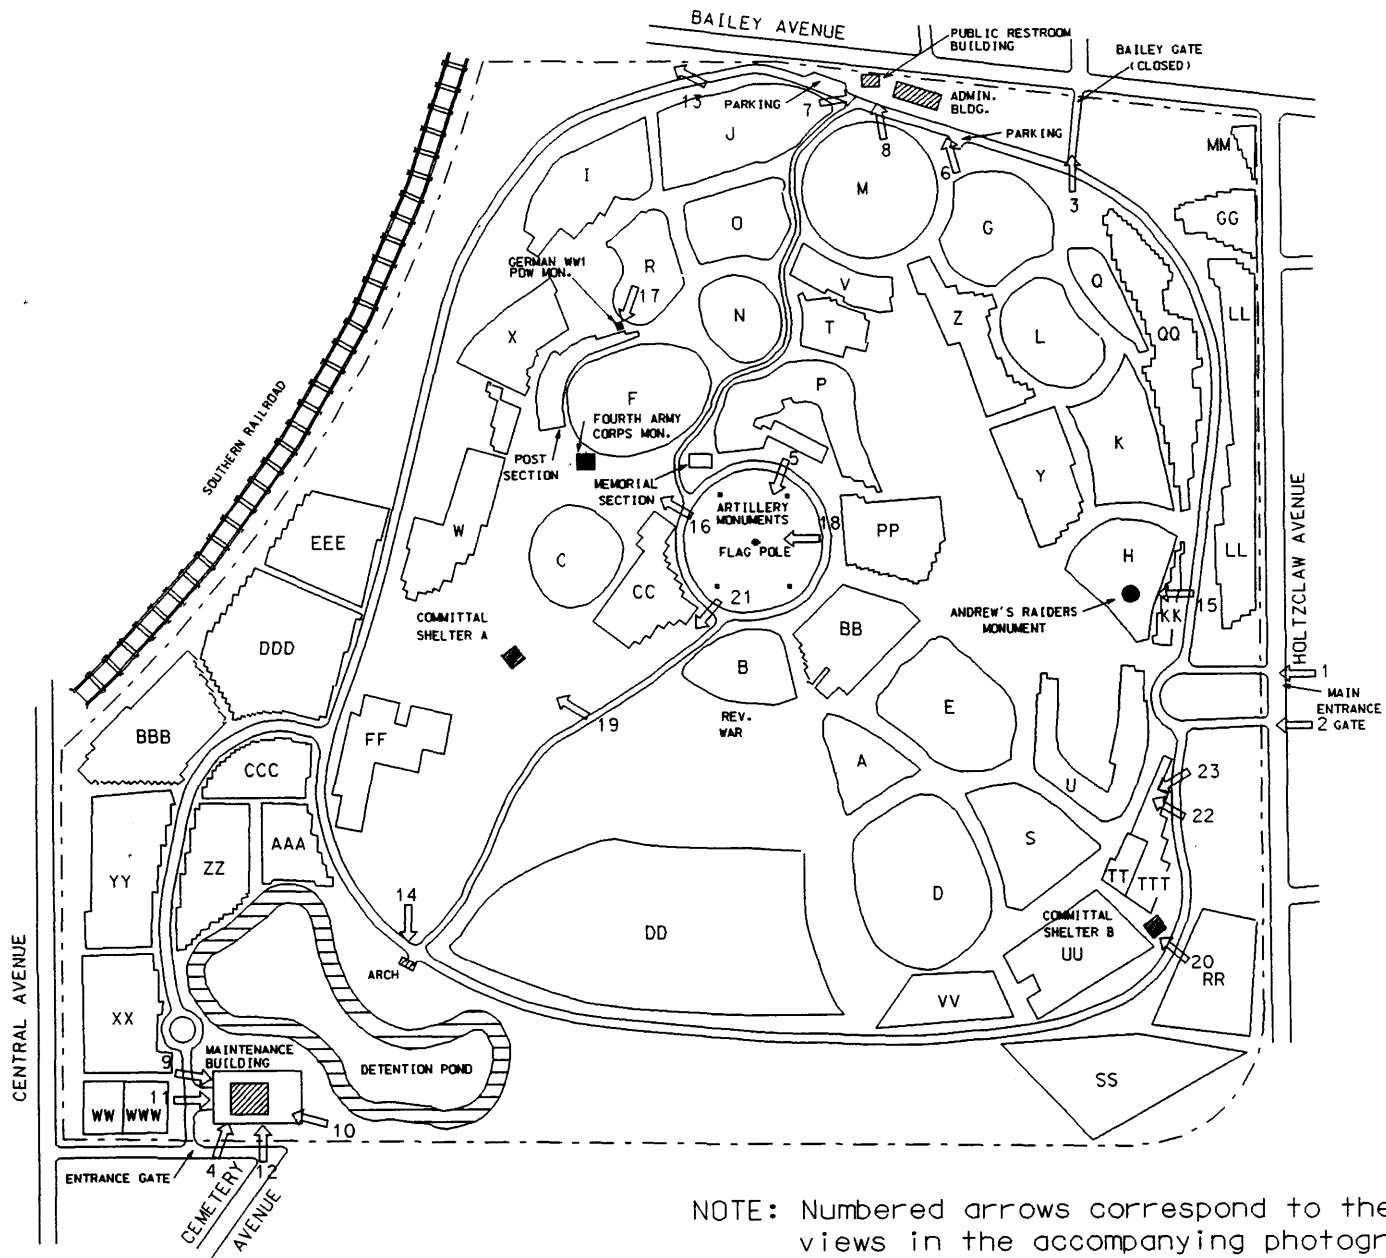 BAILEY AVENUE
PUBLIC RESTROOM
BUILDING
BAILEY GATE
(CLOSED)
13
PARKING
7
ADMIN.
BLDG.
PARKING
8
6
3
MM
GG
J
I
M
G
O
R
GERMAN WW1
POW MON.
17
N
V
T
Z
Q
L
QQ
LL
X
SOUTHERN RAILROAD
F
P
FOURTH ARMY
CORPS MON.
K
POST
SECTION
5
Y
MEMORIAL
SECTION
W
16
ARTILLERY
MONUMENTS
18
FLAG POLE
PP
EEE
C
CC
21
H
LL
HOLTZCLAW AVENUE
COMMITTAL
SHELTER A
ANDREW'S RAIDERS
MONUMENT
KK
15
BB
DDD
B
1
MAIN
ENTRANCE
GATE
2
REV.
WAR
19
E
BBB
FF
A
U
23
22
CCC
ZZ
AAA
S
YY
TT
TTT
14
D
COMMITTAL
SHELTER B
UU
20
RR
DD
ARCH
VV
CENTRAL AVENUE
XX
MAINTENANCE
BUILDING
9
DETENTION POND
SS
11
WW
WWW
10
ENTRANCE GATE
4
12
CEMETERY
AVENUE
NOTE: Numbered arrows correspond to the
views in the accompanying photogr